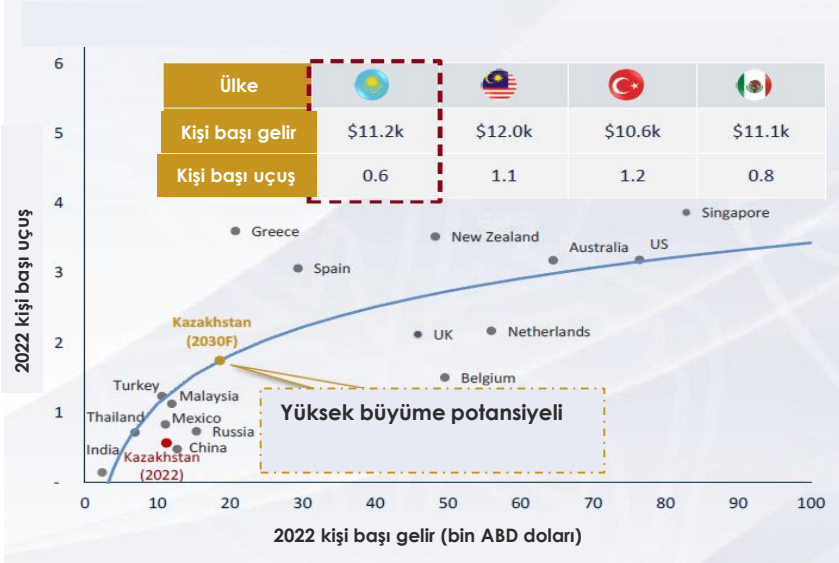 Ülke
Kişi başı gelir $11.2k $12.0k $10.6k $11.1k
Kişi başı uçuş 0.6 1.1 1.2 0.8
2022 kişi başı uçuş
6
5
4
3
2
1
-
Singapore
Greece
New Zealand
Australia
US
Spain
Kazakhstan
(2030F)
UK
Netherlands
Belgium
Turkey
Malaysia
Thailand
Mexico
Russia
India
China
Kazakhstan
(2022)
Yüksek büyüme potansiyeli
0 10 20 30 40 50 60 70 80 90 100
2022 kişi başı gelir (bin ABD doları)